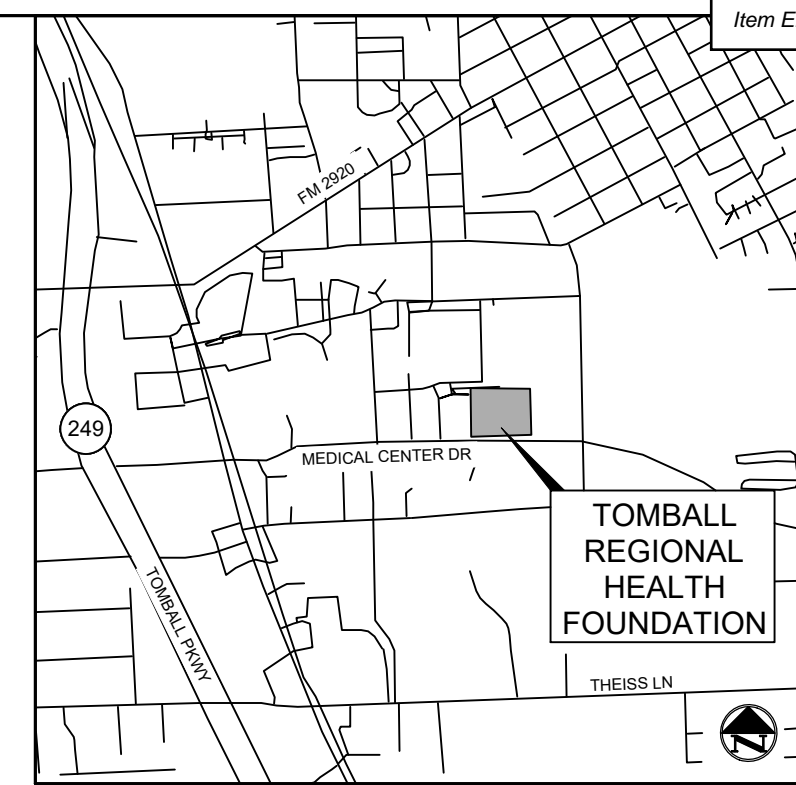 Item E
FM 2920
249
MEDICAL CENTER DR
TOMBALL
REGIONAL
HEALTH
FOUNDATION
TOMBALL PKWY
THEISS LN
N